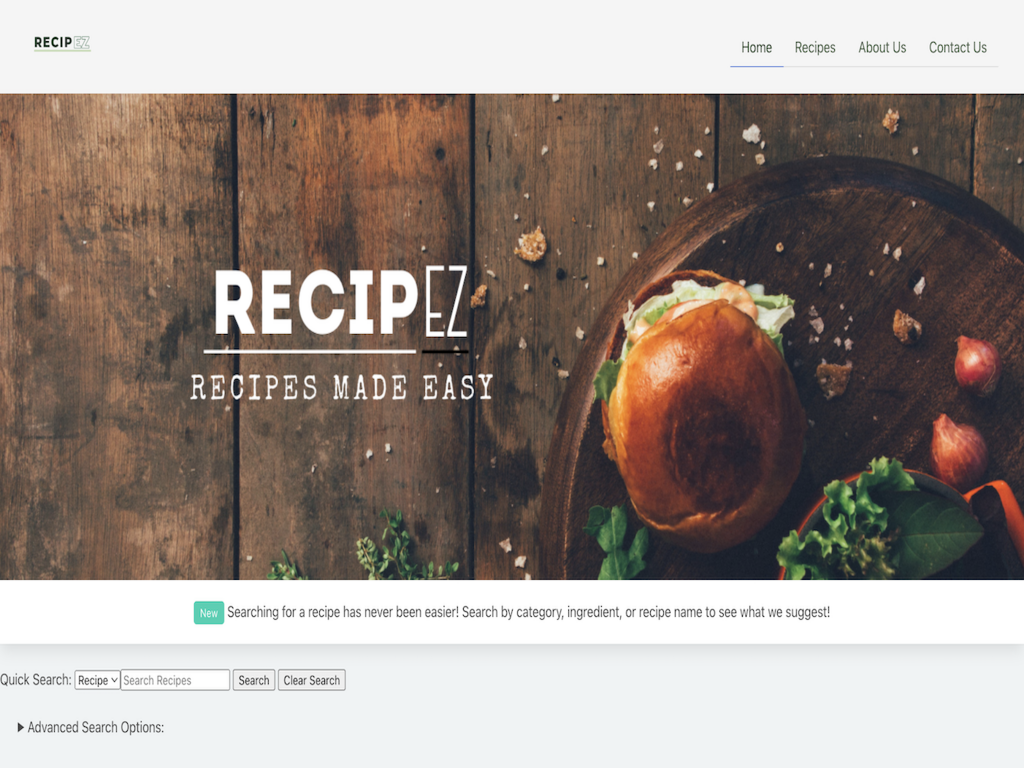 RECIPEZ
Home Recipes About Us Contact Us
RECIPEZ
RECIPES MADE EASY
New Searching for a recipe has never been easier! Search by category, ingredient, or recipe name to see what we suggest!
Quick Search: Recipe Search Recipes Search Clear Search
Advanced Search Options: